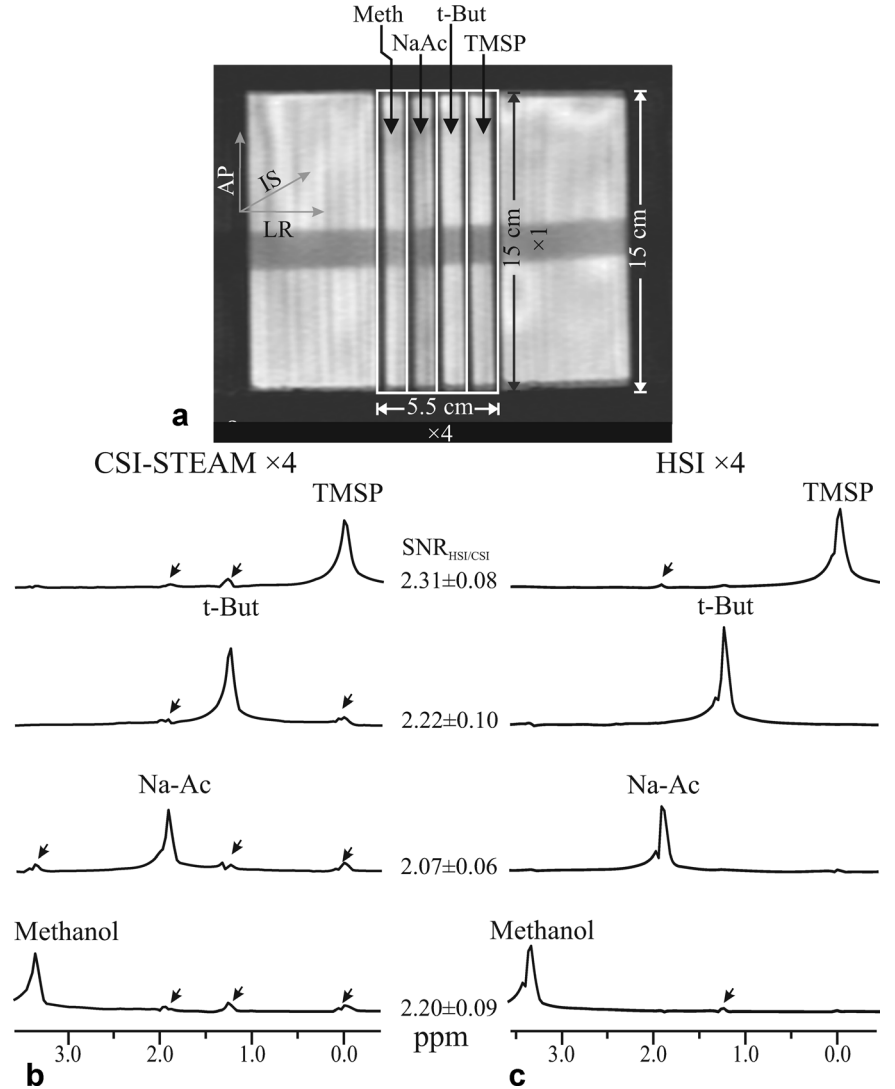 Meth
t-But
NaAc
TMSP
AP
IS
LR
15 cm
×1
15 cm
5.5 cm
×4
a
CSI-STEAM ×4
HSI ×4
TMSP
TMSP
SNR HSI/CSI
2.31±0.08
t-But
t-But
2.22±0.10
Na-Ac
Na-Ac
2.07±0.06
Methanol
Methanol
2.20±0.09
ppm
3.0 2.0 1.0 0.0
3.0 2.0 1.0 0.0
b
c